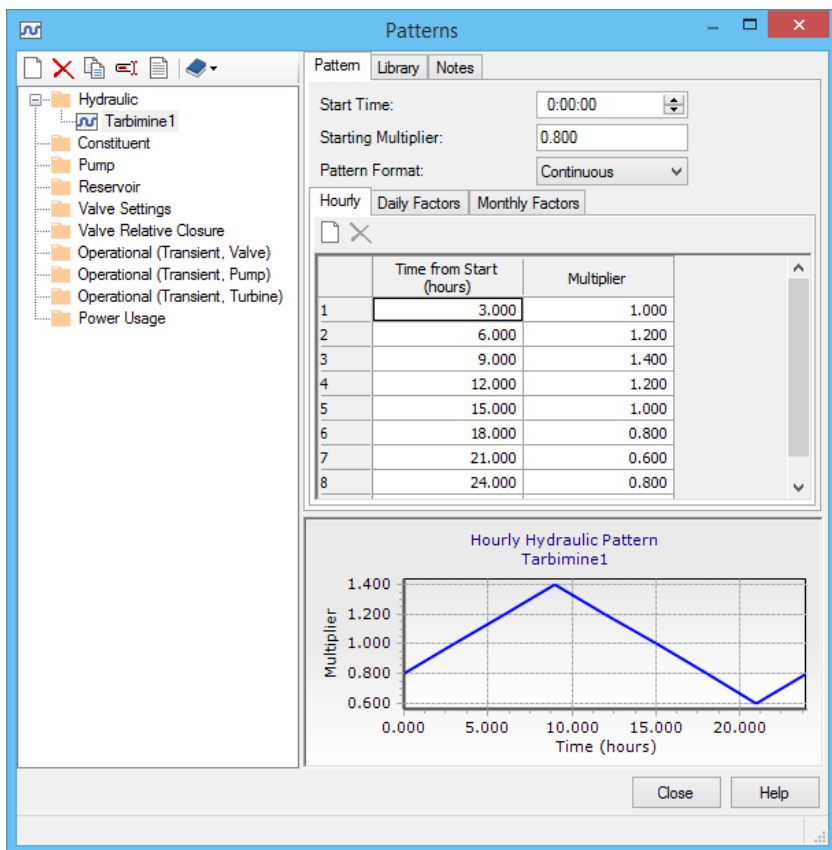 Patterns
Pattern Library Notes
Hydraulic
Tarbimine1
Constituent
Pump
Reservoir
Valve Settings
Valve Relative Closure
Operational (Transient, Valve)
Operational (Transient, Pump)
Operational (Transient, Turbine)
Power Usage
Start Time: 0:00:00
Starting Multiplier: 0.800
Pattern Format: Continuous
Hourly Daily Factors Monthly Factors
Time from Start (hours) Multiplier
1 3.000 1.000
2 6.000 1.200
3 9.000 1.400
4 12.000 1.200
5 15.000 1.000
6 18.000 0.800
7 21.000 0.600
8 24.000 0.800
Hourly Hydraulic Pattern
Tarbimine1
Multiplier
1.400
1.200
1.000
0.800
0.600
0.000 5.000 10.000 15.000 20.000
Time (hours)
Close Help